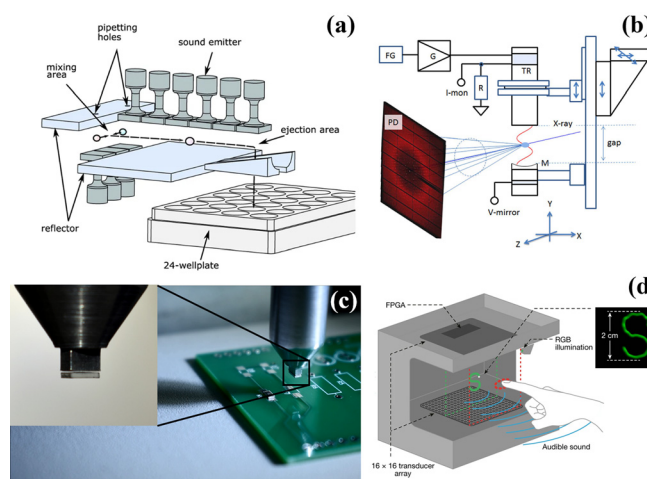 (a)
pipetting
holes
sound emitter
mixing
area
ejection area
reflector
24-wellplate
(b)
FG
G
TR
I-mon
R
PD
X-ray
gap
M
V-mirror
Y
X
Z
(c)
(d)
FPGA
2 cm
RGB
illumination
Audible sound
16 × 16 transducer
array